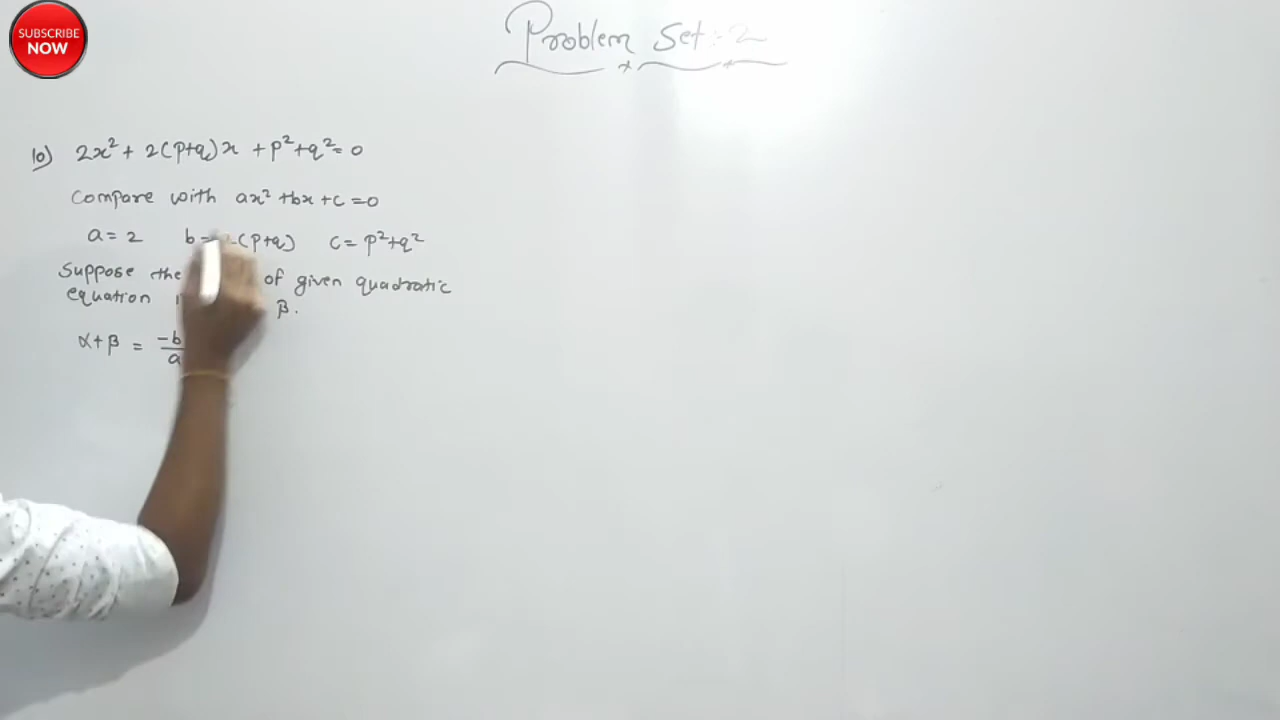 SUBSCRIBE
NOW
Problem Set: 2
10) 2x² + 2(p+q)x + p²+q² = 0
Compare with ax² + bx + c = 0
a = 2 b = (p+q) c = p²+q²
Suppose the of given quadratic
equation β.
α+β = -b/a